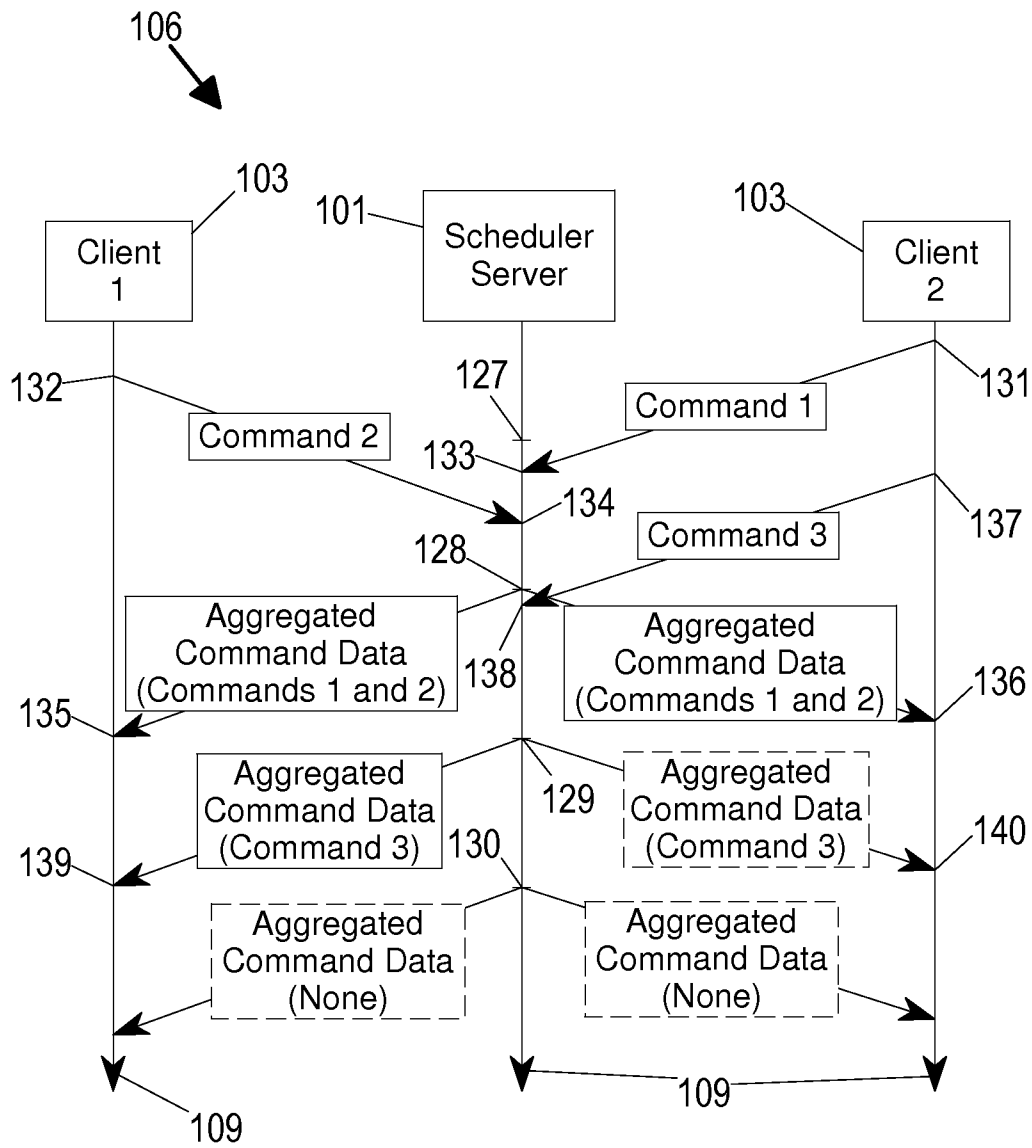 106
103
101
103
Client
1
Scheduler
Server
Client
2
132
127
131
Command 1
Command 2
133
134
137
Command 3
128
Aggregated
Command Data
(Commands 1 and 2)
138
Aggregated
Command Data
(Commands 1 and 2)
135
136
Aggregated
Command Data
(Command 3)
129
Aggregated
Command Data
(Command 3)
139
130
140
Aggregated
Command Data
(None)
Aggregated
Command Data
(None)
109
109